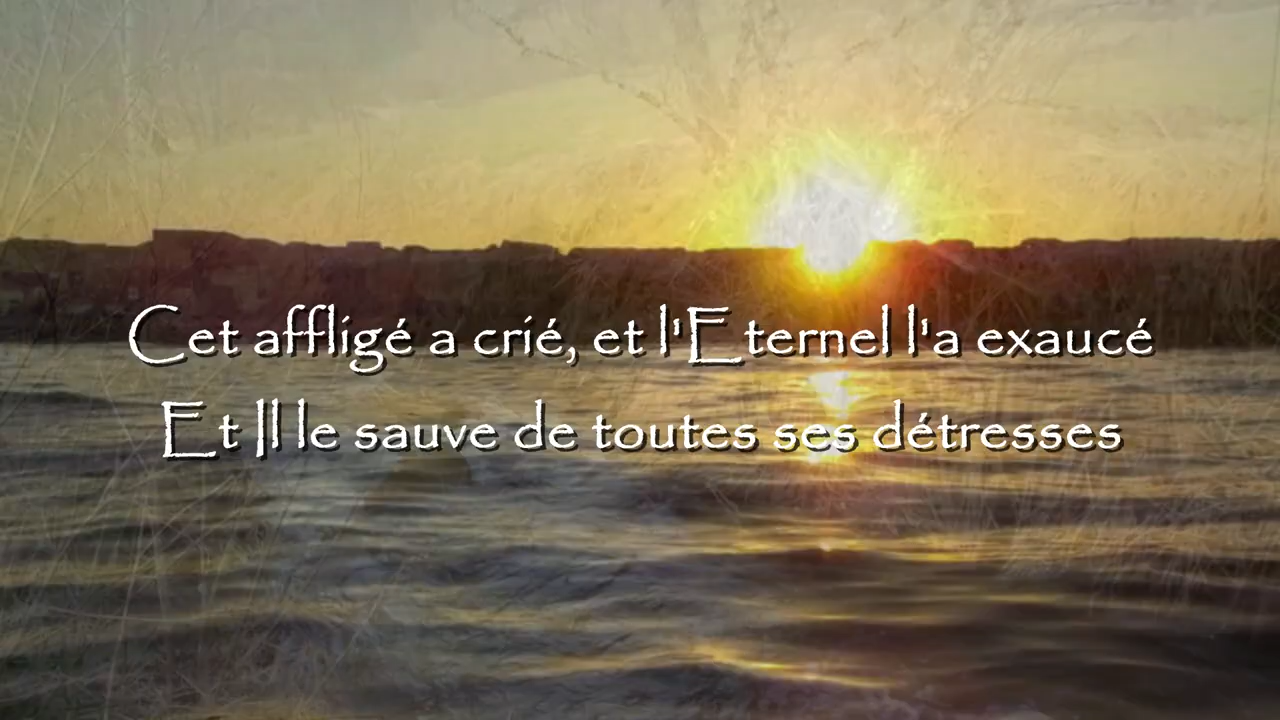 Cet affligé a crié, et l'Eternel l'a exaucé
Et Il le sauve de toutes ses détresses